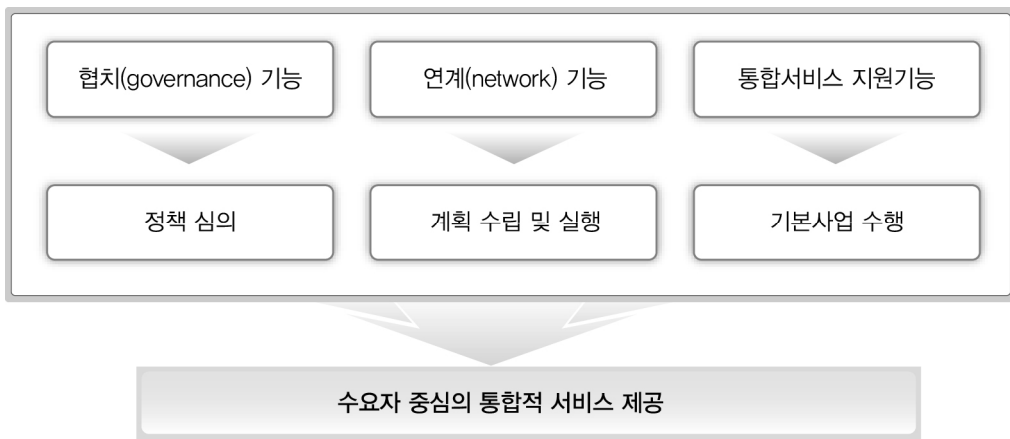 협치(governance) 기능
연계(network) 기능
통합서비스 지원기능
정책 심의
계획 수립 및 실행
기본사업 수행
수요자 중심의 통합적 서비스 제공